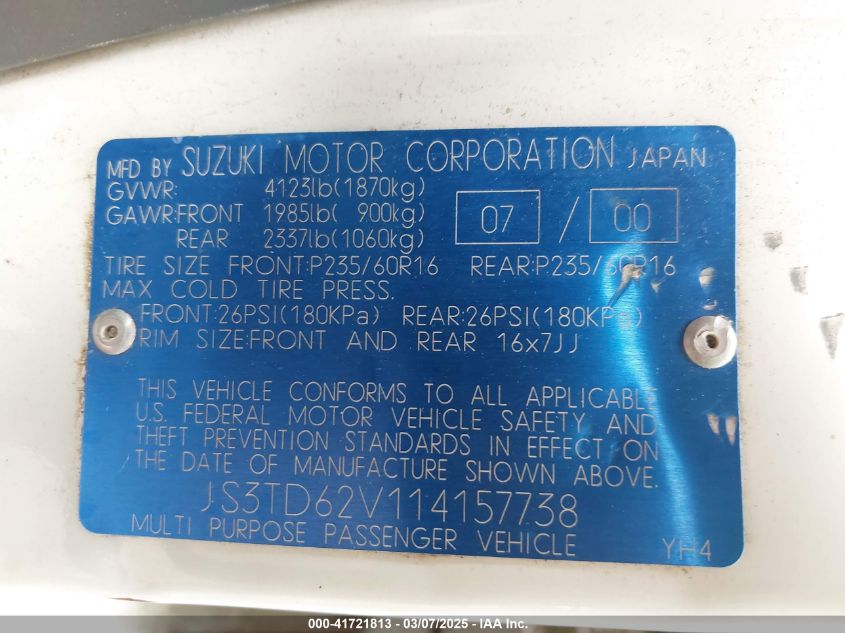 MFD BY SUZUKI MOTOR CORPORATION JAPAN
GVWR: 4123lb(1870kg)
GAWR:FRONT 1985lb( 900kg) 07 / 00
REAR 2337lb(1060kg)
TIRE SIZE FRONT:P235/60R16 REAR:P.235/60R16
MAX COLD TIRE PRESS.
FRONT:26PSI(180KPa) REAR:26PSI(180KPa)
RIM SIZE:FRONT AND REAR 16x7JJ
THIS VEHICLE CONFORMS TO ALL APPLICABLE
U.S. FEDERAL MOTOR VEHICLE SAFETY AND
THEFT PREVENTION STANDARDS IN EFFECT ON
THE DATE OF MANUFACTURE SHOWN ABOVE.
JS3TD62V114157738
MULTI PURPOSE PASSENGER VEHICLE YH4
000-41721813 - 03/07/2025 - IAA Inc.